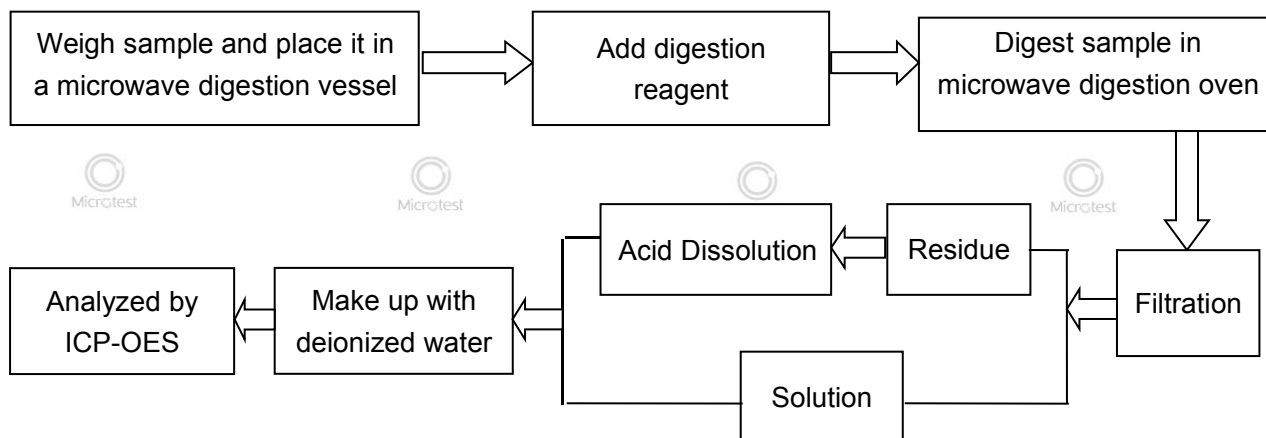 Weigh sample and place it in
a microwave digestion vessel
Add digestion
reagent
Digest sample in
microwave digestion oven
Microtest
Microtest
Microtest
Acid Dissolution
Residue
Filtration
Solution
Make up with
deionized water
Analyzed by
ICP-OES